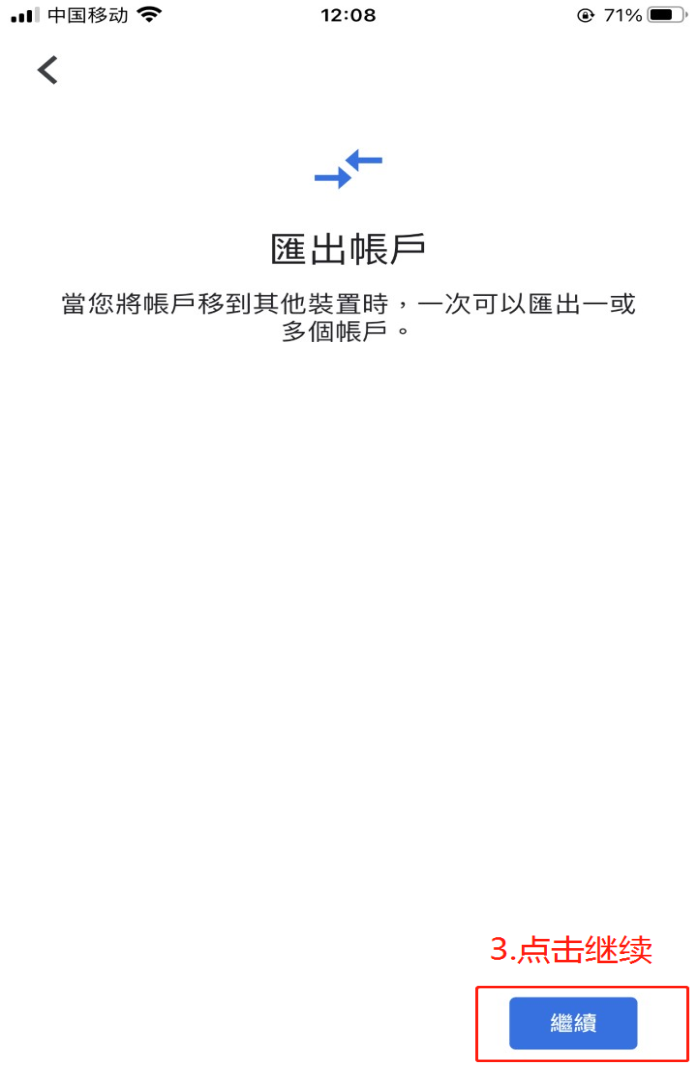 中国移动 12:08 71%
匯出帳戶
當您將帳戶移到其他裝置時，一次可以匯出一或
多個帳戶。
3.点击继续
繼續